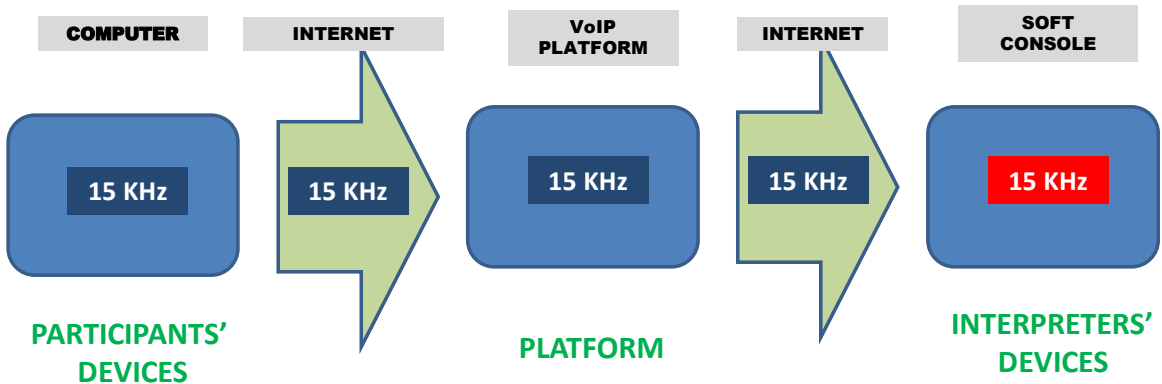 COMPUTER
INTERNET
VoIP
PLATFORM
INTERNET
SOFT
CONSOLE
15 KHz
15 KHz
15 KHz
15 KHz
15 KHz
PARTICIPANTS’
DEVICES
PLATFORM
INTERPRETERS’
DEVICES